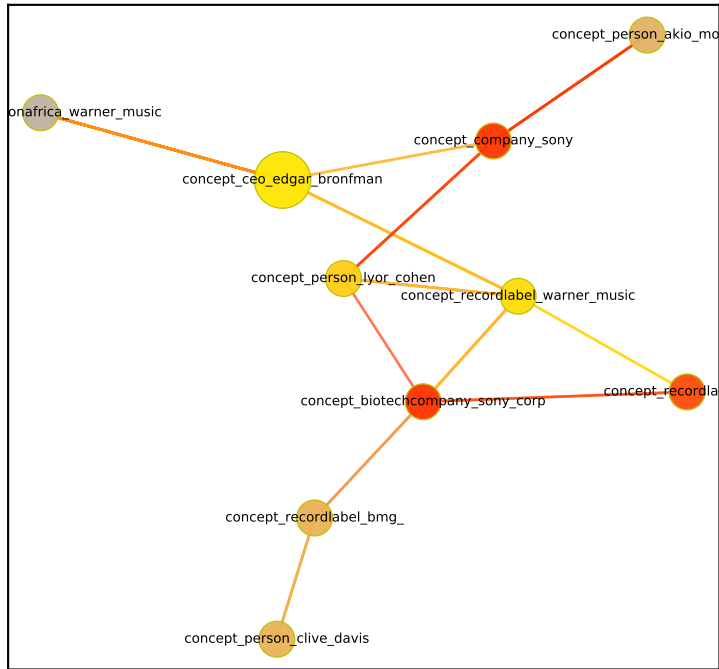 concept_person_akio_mo
onafrica_warner_music
concept_company_sony
concept_ceo_edgar_bronfman
concept_person_lyor_cohen
concept_recordlabel_warner_music
concept_recordla
concept_biotechcompany_sony_corp
concept_recordlabel_bmg_
concept_person_clive_davis